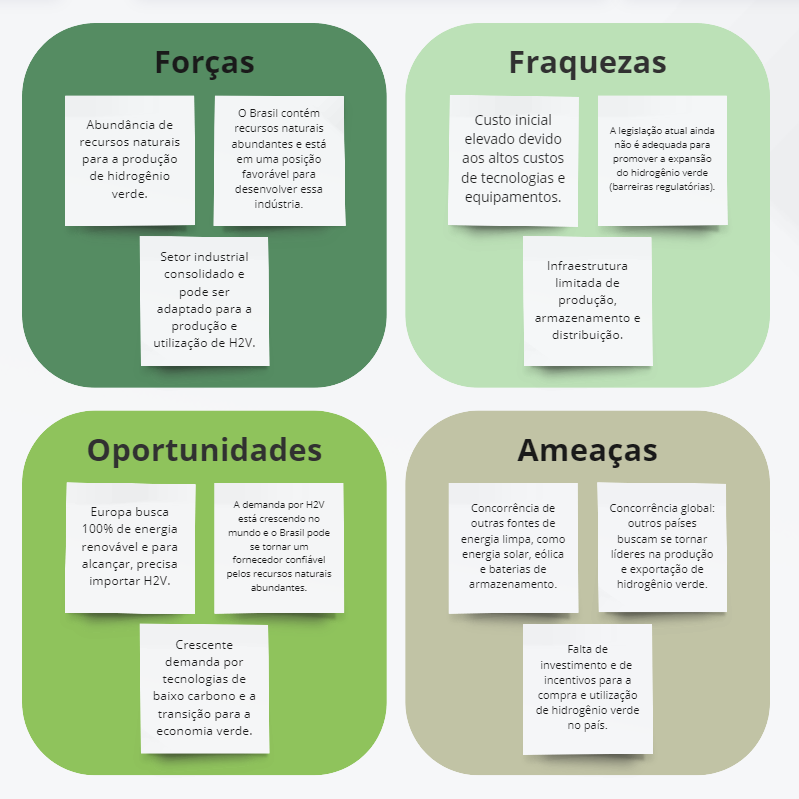 Forças
Abundância de
recursos naturais
para a produção
de hidrogênio
verde.
O Brasil contém
recursos naturais
abundantes e está
em uma posição
favorável para
desenvolver essa
indústria.
Setor industrial
consolidado e
pode ser
adaptado para a
produção e
utilização de H2V.
Fraquezas
Custo inicial
elevado devido
aos altos custos
de tecnologias e
equipamentos.
A legislação atual ainda
não é adequada para
promover a expansão
do hidrogênio verde
(barreiras regulatórias).
Infraestrutura
limitada de
produção,
armazenamento e
distribuição.
Oportunidades
Europa busca
100% de energia
renovável e para
alcançar, precisa
importar H2V.
A demanda por H2V
está crescendo no
mundo e o Brasil pode
se tornar um
fornecedor confiável
pelos recursos naturais
abundantes.
Crescente
demanda por
tecnologias de
baixo carbono e a
transição para a
economia verde.
Ameaças
Concorrência de
outras fontes de
energia limpa, como
energia solar, eólica
e baterias de
armazenamento.
Concorrência global:
outros países
buscam se tornar
líderes na produção
e exportação de
hidrogênio verde.
Falta de
investimento e de
incentivos para a
compra e utilização
de hidrogênio verde
no país.